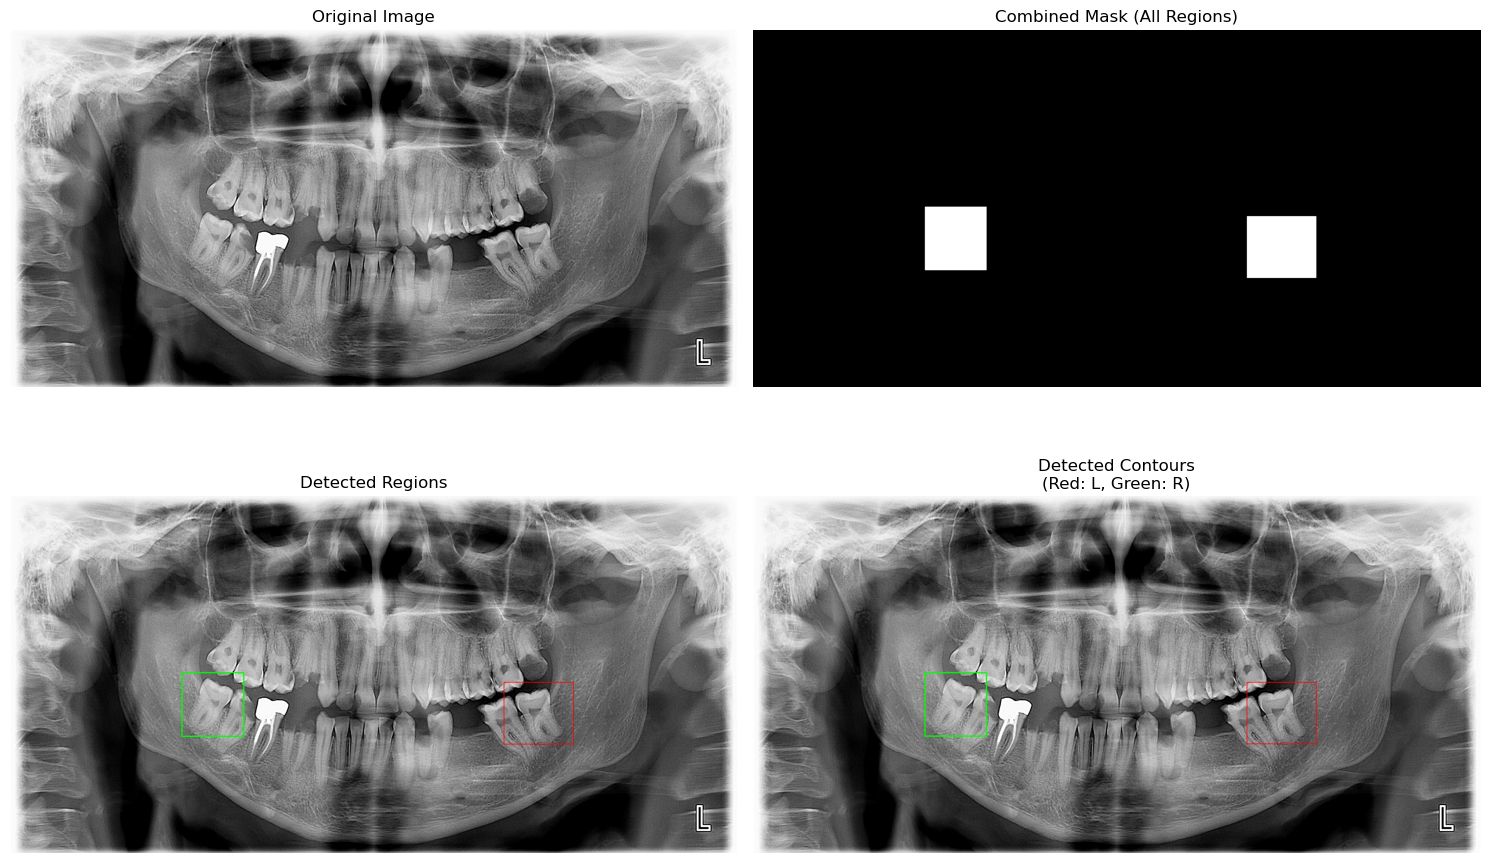 Original Image
Combined Mask (All Regions)
L
Detected Regions
Detected Contours
(Red: L, Green: R)
L
L